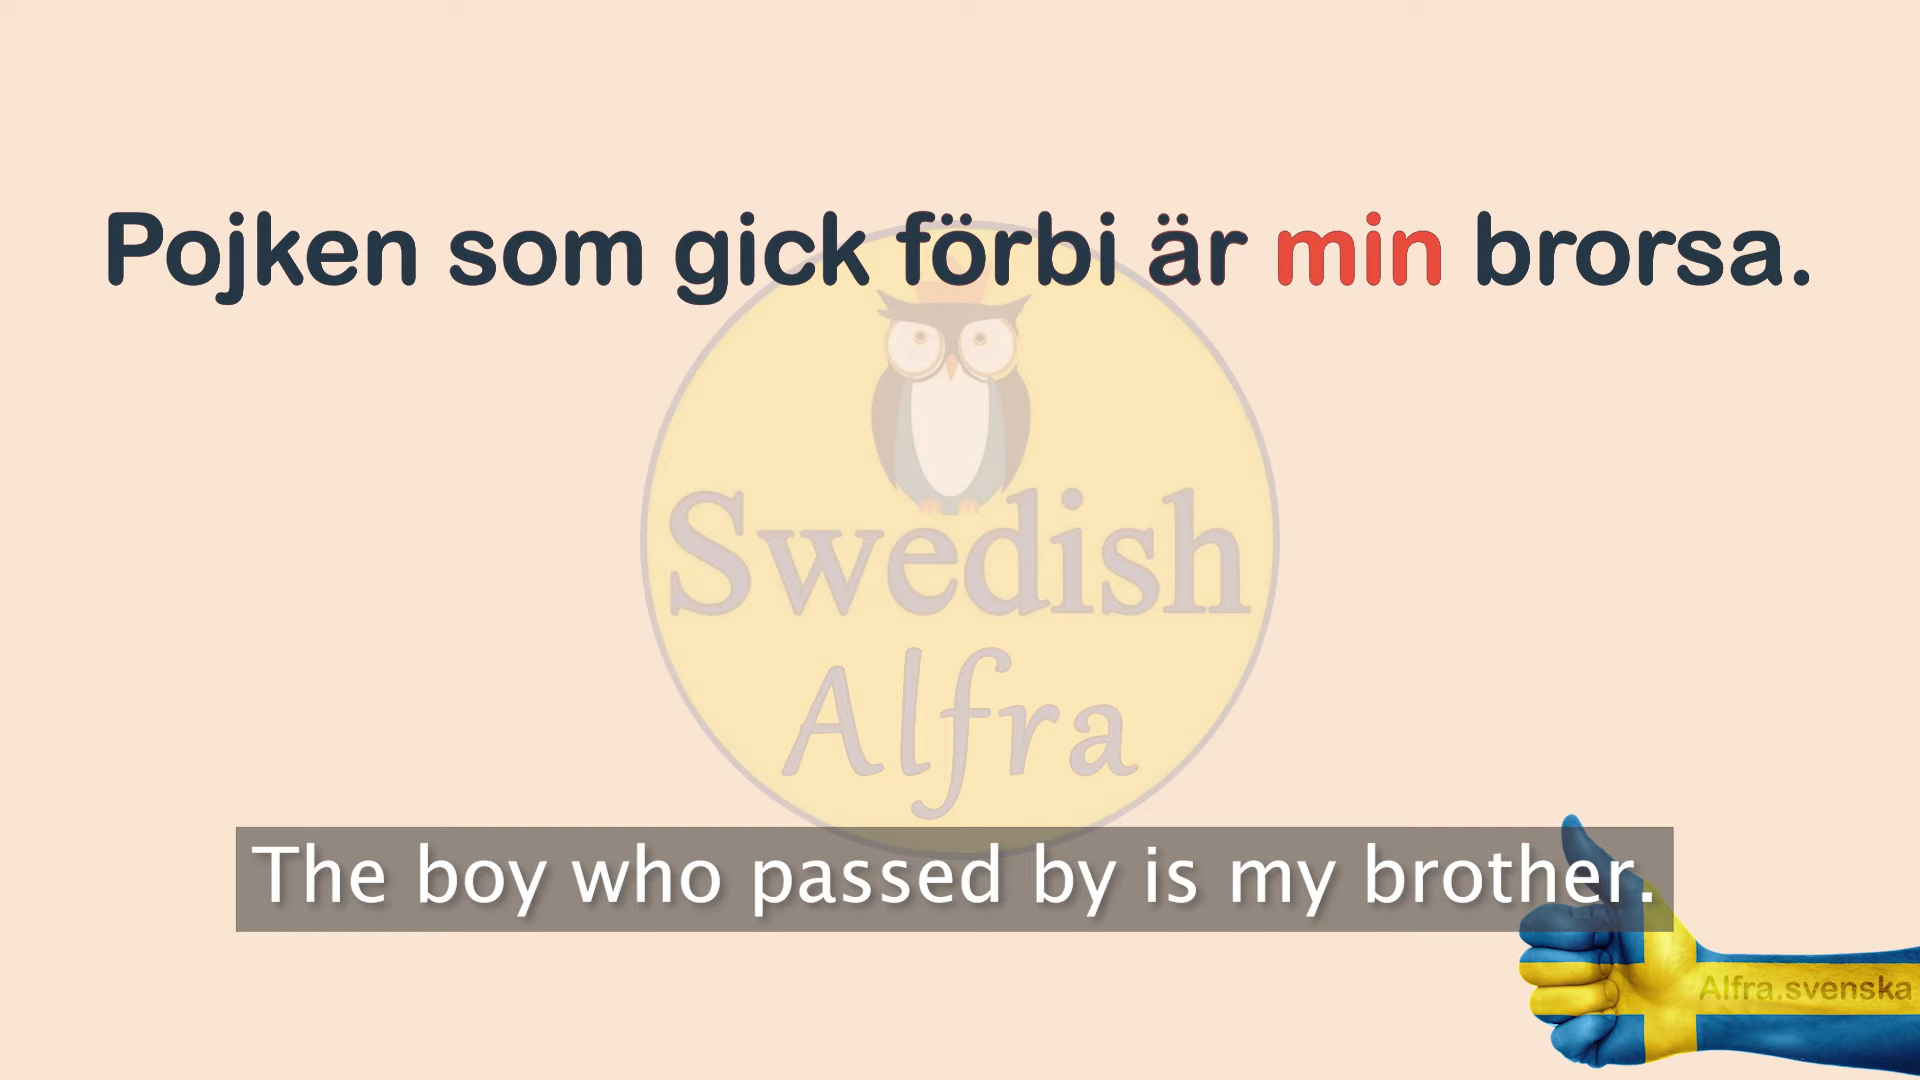 Pojken som gick förbi är min brorsa.
Swedish
Alfra
The boy who passed by is my brother.
Alfra.svenska